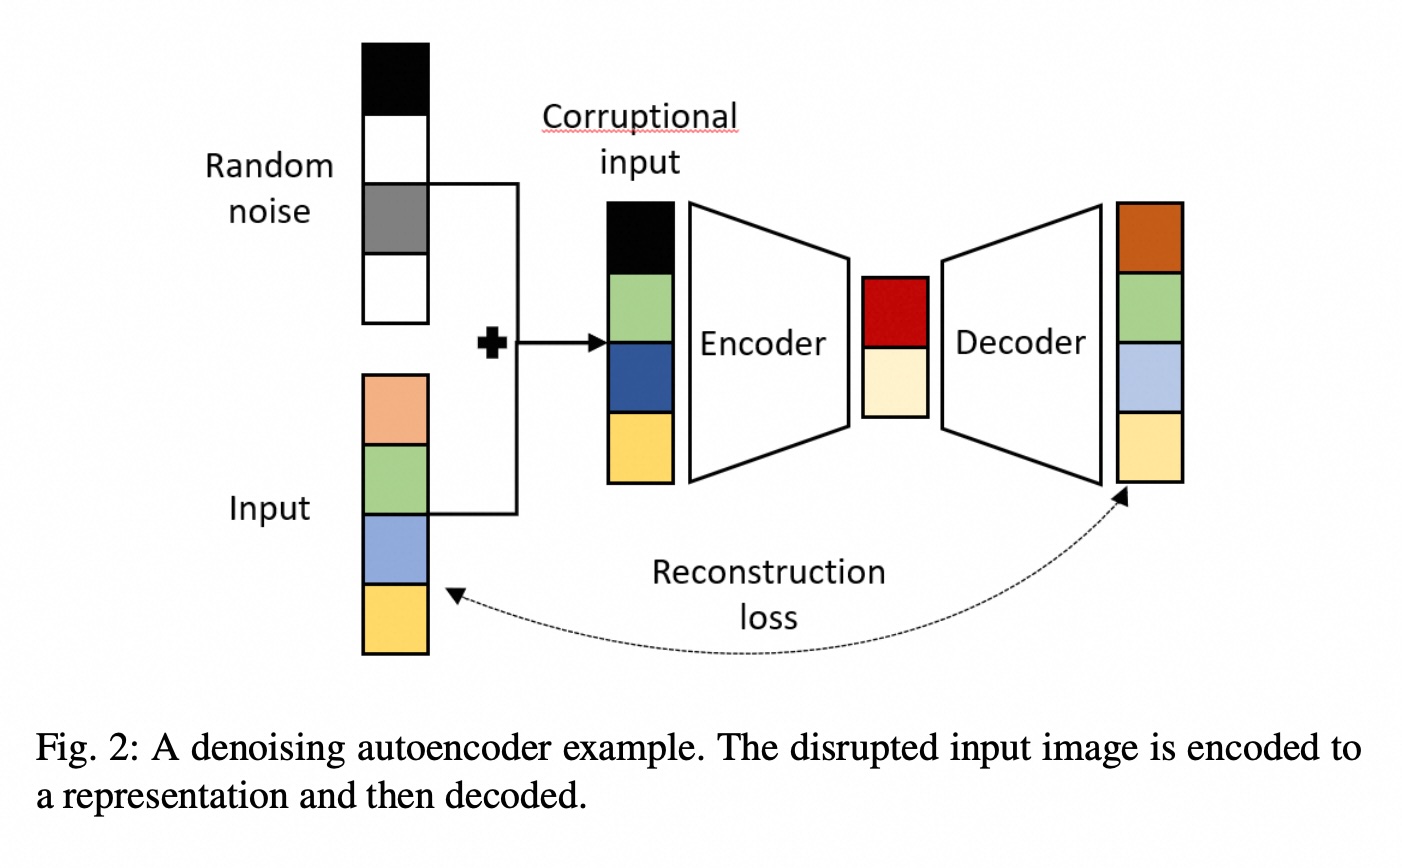 Random
noise
Corruptional
input
Encoder
Decoder
Input
Reconstruction
loss
Fig. 2: A denoising autoencoder example. The disrupted input image is encoded to
a representation and then decoded.